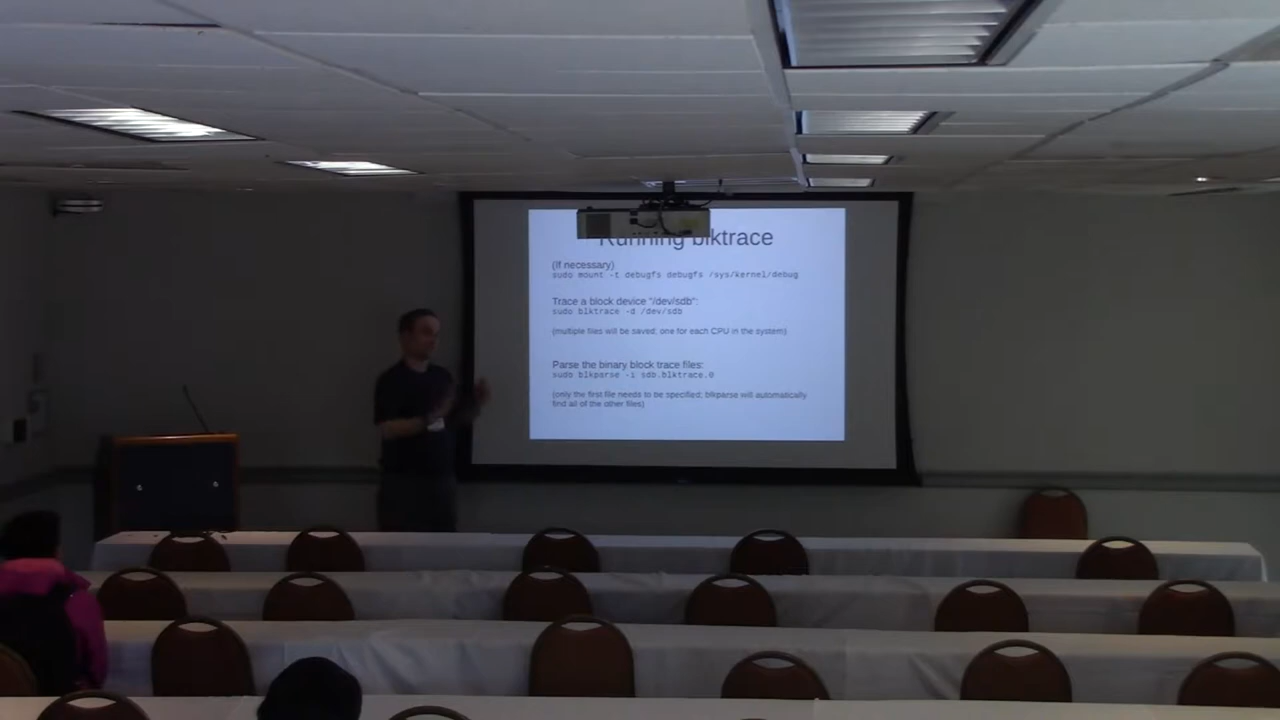 Running blktrace
(If necessary)
sudo mount -t debugfs debugfs /sys/kernel/debug
Trace a block device "/dev/sdb":
sudo blktrace -d /dev/sdb
(multiple files will be saved; one for each CPU in the system)
Parse the binary block trace files:
sudo blkparse -i sdb.blktrace.0
(only the first file needs to be specified; blkparse will automatically
find all of the other files)